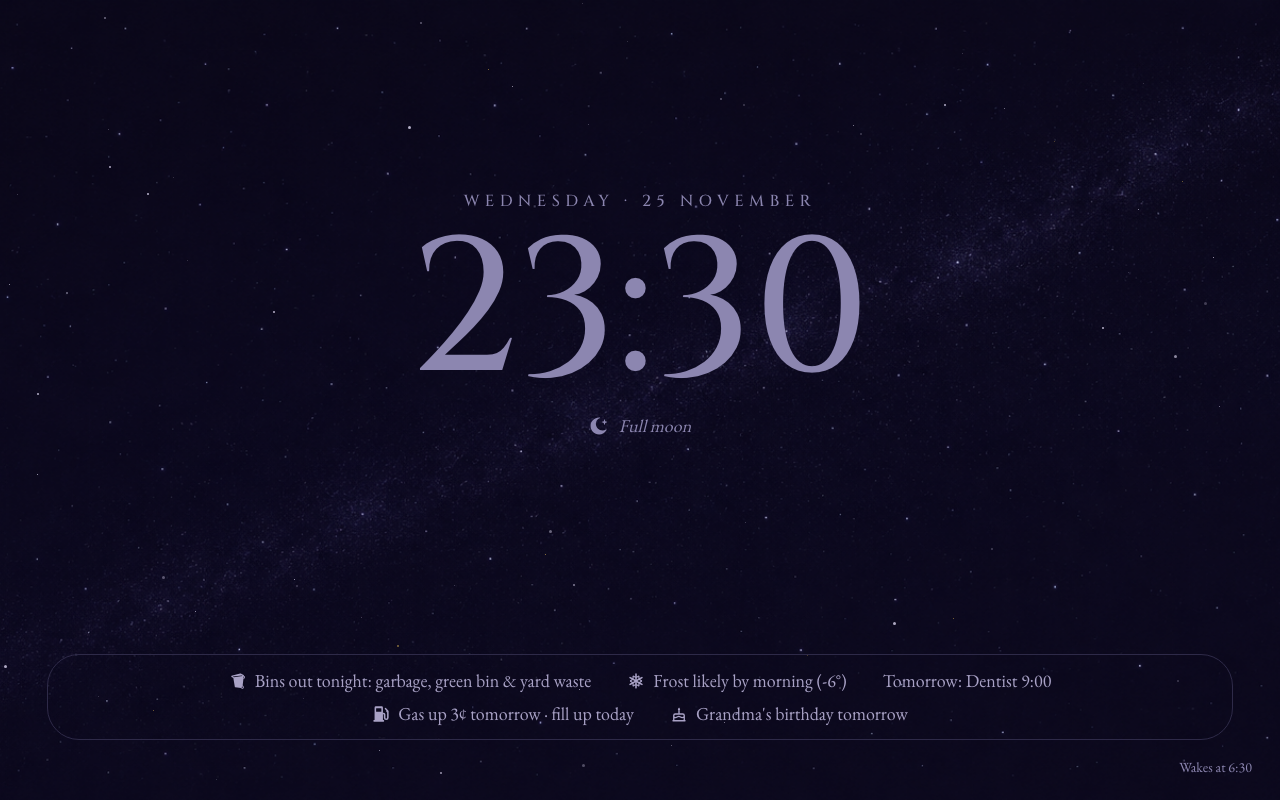 WEDNESDAY · 25 NOVEMBER
23:30
Full moon
Bins out tonight: garbage, green bin & yard waste Frost likely by morning (-6°) Tomorrow: Dentist 9:00
Gas up 3¢ tomorrow · fill up today Grandma's birthday tomorrow
Wakes at 6:30